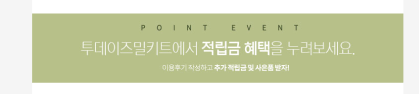 POINT EVENT
투데이즈밀키트에서 적립금 혜택을 누려보세요.
이용후기 작성하고 추가 적립금 및 사은품 받자!